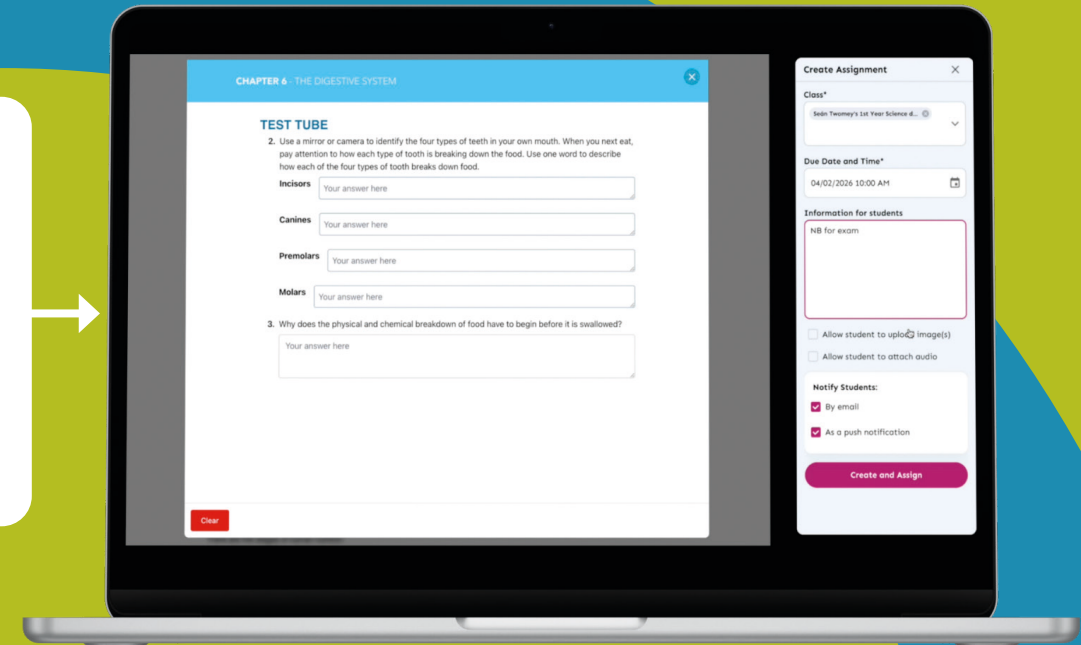 CHAPTER 6 - THE DIGESTIVE SYSTEM
TEST TUBE
2. Use a mirror or camera to identify the four types of teeth in your own mouth. When you next eat,
pay attention to how each type of tooth is breaking down the food. Use one word to describe
how each of the four types of tooth breaks down food.
Incisors
Your answer here
Canines
Your answer here
Premolars
Your answer here
Molars
Your answer here
3. Why does the physical and chemical breakdown of food have to begin before it is swallowed?
Your answer here
Clear
Create Assignment
Class*
Seán Twomey's 1st Year Science d...
Due Date and Time*
04/02/2026 10:00 AM
Information for students
NB for exam
Allow student to upload image(s)
Allow student to attach audio
Notify Students:
By email
As a push notification
Create and Assign